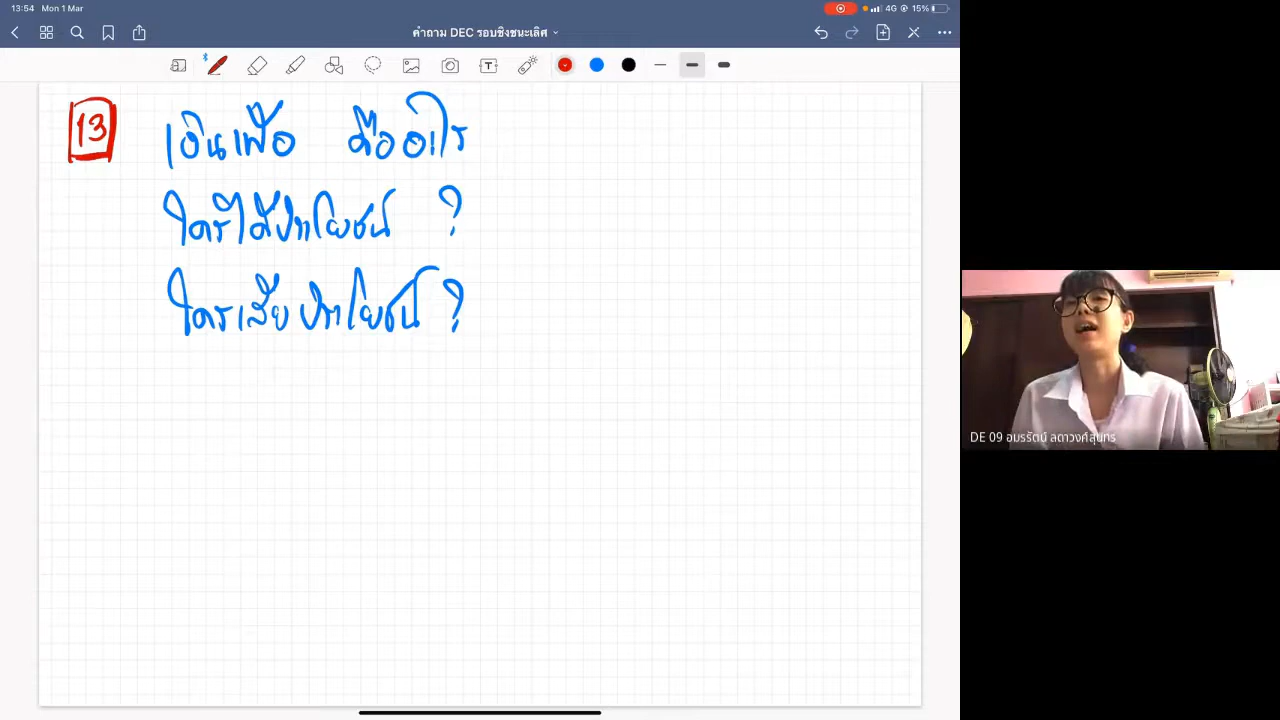 13:54 Mon 1 Mar
4G 15%
คำถาม DEC รอบชิงชนะเลิศ
T
13 เงินเฟ้อ คืออะไร
ใครได้ประโยชน์ ?
ใครเสียประโยชน์ ?
DE 09 อมรรัตน์ ลดาวงศ์สุนทร